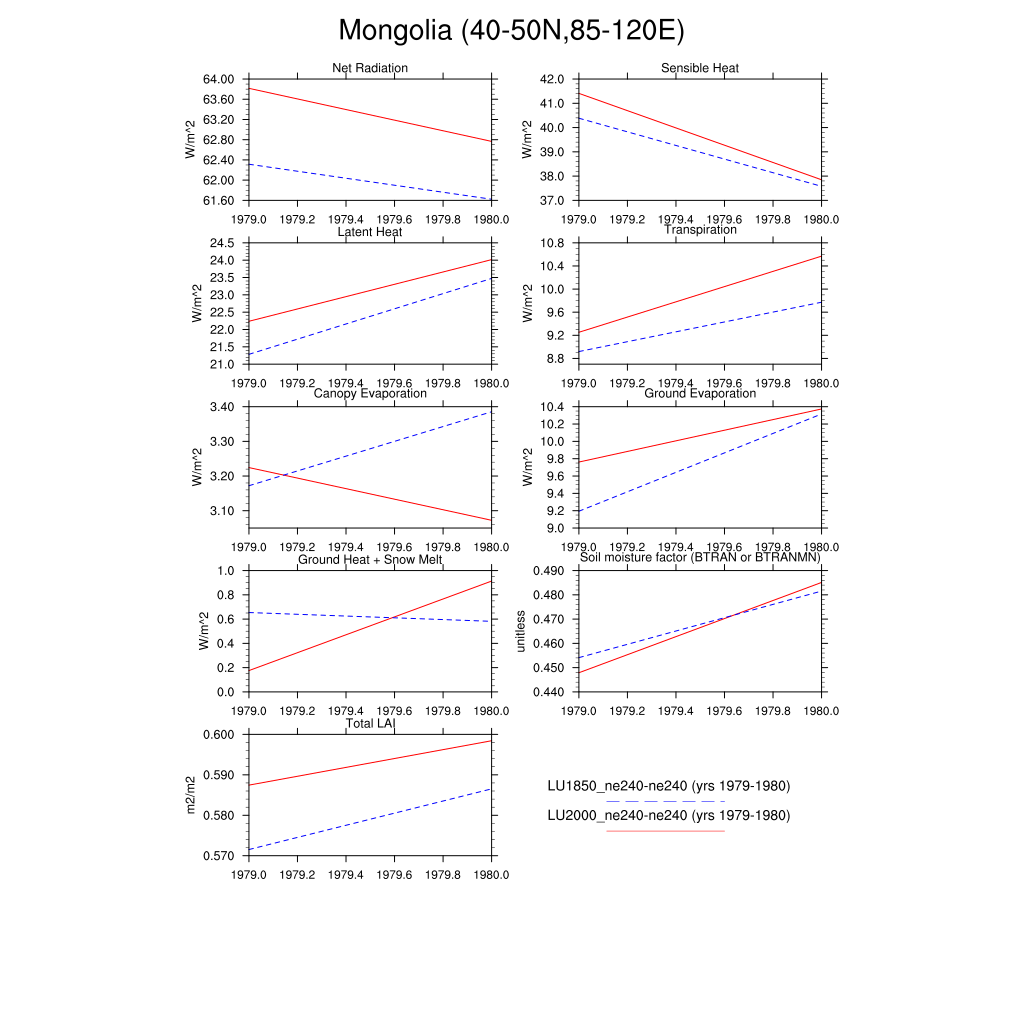 Mongolia (40-50N,85-120E)
Net Radiation
64.00
63.60
63.20
62.80
62.40
62.00
61.60
W/m^2
1979.0 1979.2 1979.4 1979.6 1979.8 1980.0
Sensible Heat
42.0
41.0
40.0
39.0
38.0
37.0
W/m^2
1979.0 1979.2 1979.4 1979.6 1979.8 1980.0
Latent Heat
24.5
24.0
23.5
23.0
22.5
22.0
21.5
21.0
W/m^2
1979.0 1979.2 1979.4 1979.6 1979.8 1980.0
Transpiration
10.8
10.4
10.0
9.6
9.2
8.8
W/m^2
1979.0 1979.2 1979.4 1979.6 1979.8 1980.0
Canopy Evaporation
3.40
3.30
3.20
3.10
W/m^2
1979.0 1979.2 1979.4 1979.6 1979.8 1980.0
Ground Evaporation
10.4
10.2
10.0
9.8
9.6
9.4
9.2
9.0
W/m^2
1979.0 1979.2 1979.4 1979.6 1979.8 1980.0
Ground Heat + Snow Melt
1.0
0.8
0.6
0.4
0.2
0.0
W/m^2
1979.0 1979.2 1979.4 1979.6 1979.8 1980.0
Soil moisture factor (BTRAN or BTRANMN)
0.490
0.480
0.470
0.460
0.450
0.440
unitless
1979.0 1979.2 1979.4 1979.6 1979.8 1980.0
Total LAI
0.600
0.590
0.580
0.570
m2/m2
1979.0 1979.2 1979.4 1979.6 1979.8 1980.0
LU1850_ne240-ne240 (yrs 1979-1980)
LU2000_ne240-ne240 (yrs 1979-1980)